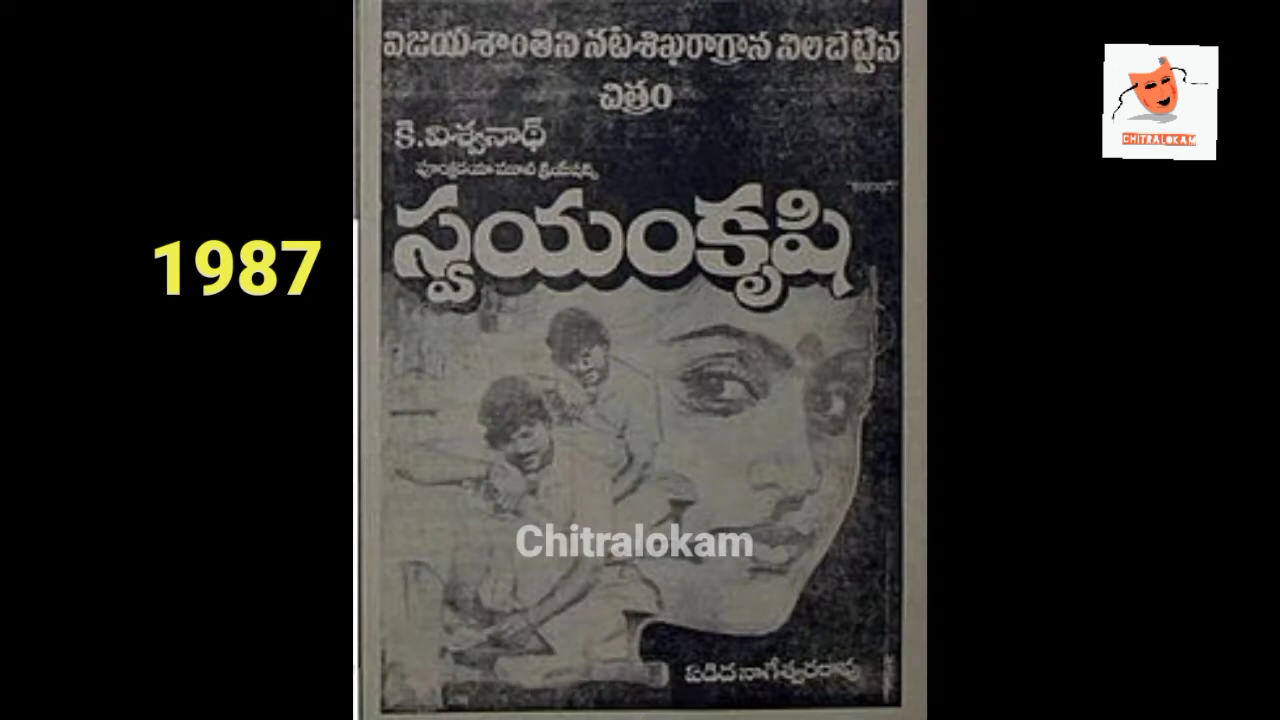 విజయశాంతిని నటశిఖరాగ్రాన నిలబెట్టిన
చిత్రం
కె.విశ్వనాథ్
స్వయంకృషి
1987
Chitralokam
ఏడిద నాగేశ్వరరావు
CHITRALOKAM